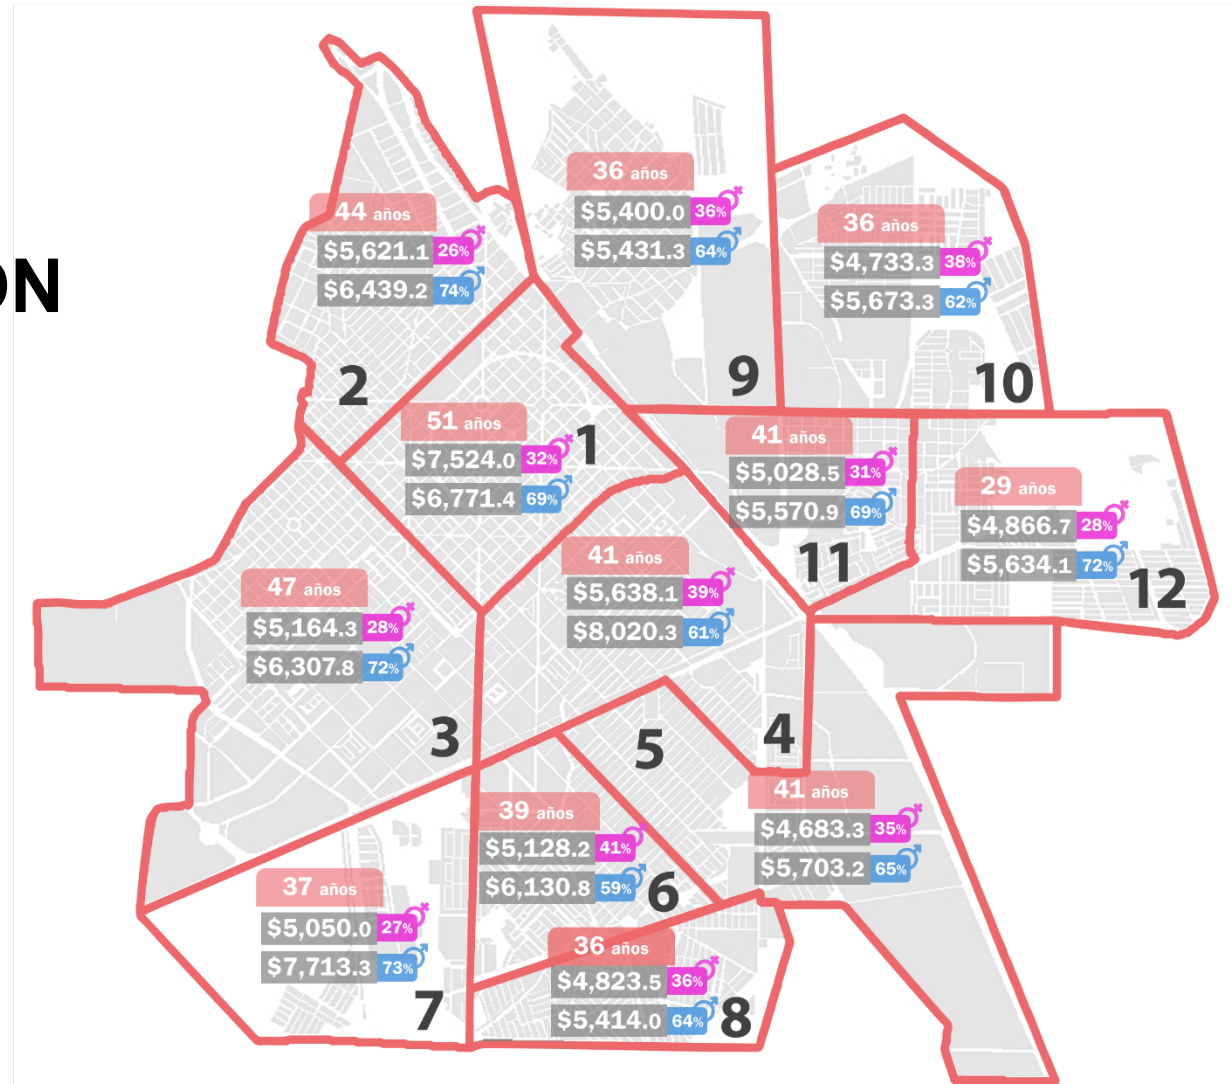 ON
36 años
$5,400.0 36%
$5,431.3 64%
9
44 años
$5,621.1 26%
$6,439.2 74%
2
36 años
$4,733.3 38%
$5,673.3 62%
10
51 años
$7,524.0 32%
$6,771.4 69%
1
41 años
$5,028.5 31%
$5,570.9 69%
11
29 años
$4,866.7 28%
$5,634.1 72%
12
47 años
$5,164.3 28%
$6,307.8 72%
3
41 años
$5,638.1 39%
$8,020.3 61%
4
5
41 años
$4,683.3 35%
$5,703.2 65%
39 años
$5,128.2 41%
$6,130.8 59%
6
37 años
$5,050.0 27%
$7,713.3 73%
7
36 años
$4,823.5 36%
$5,414.0 64%
8